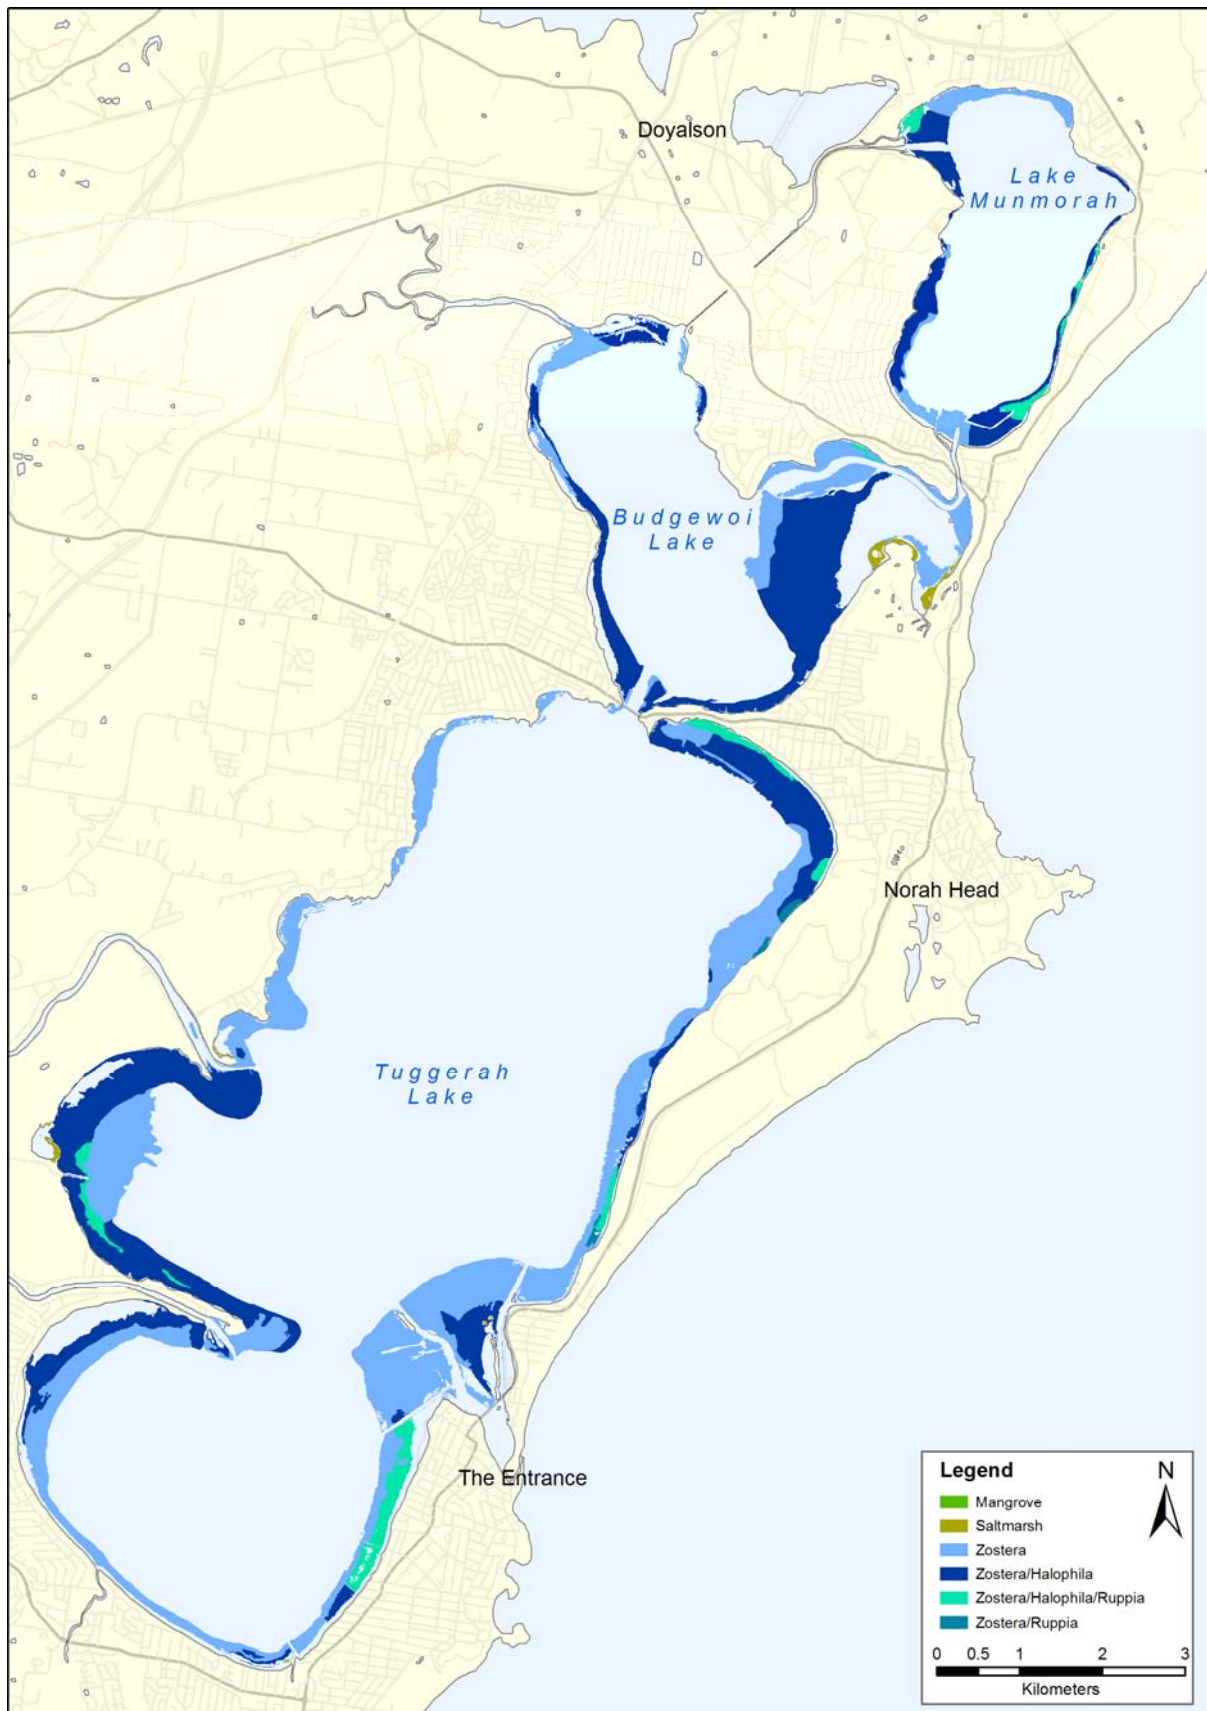 Doyalson
Lake
Munmorah
Budgewoi
Lake
Norah Head
Tuggerah
Lake
The Entrance
Legend
N
Mangrove
Saltmarsh
Zostera
Zostera/Halophila
Zostera/Halophila/Ruppia
Zostera/Ruppia
0 0.5 1 2 3
Kilometers